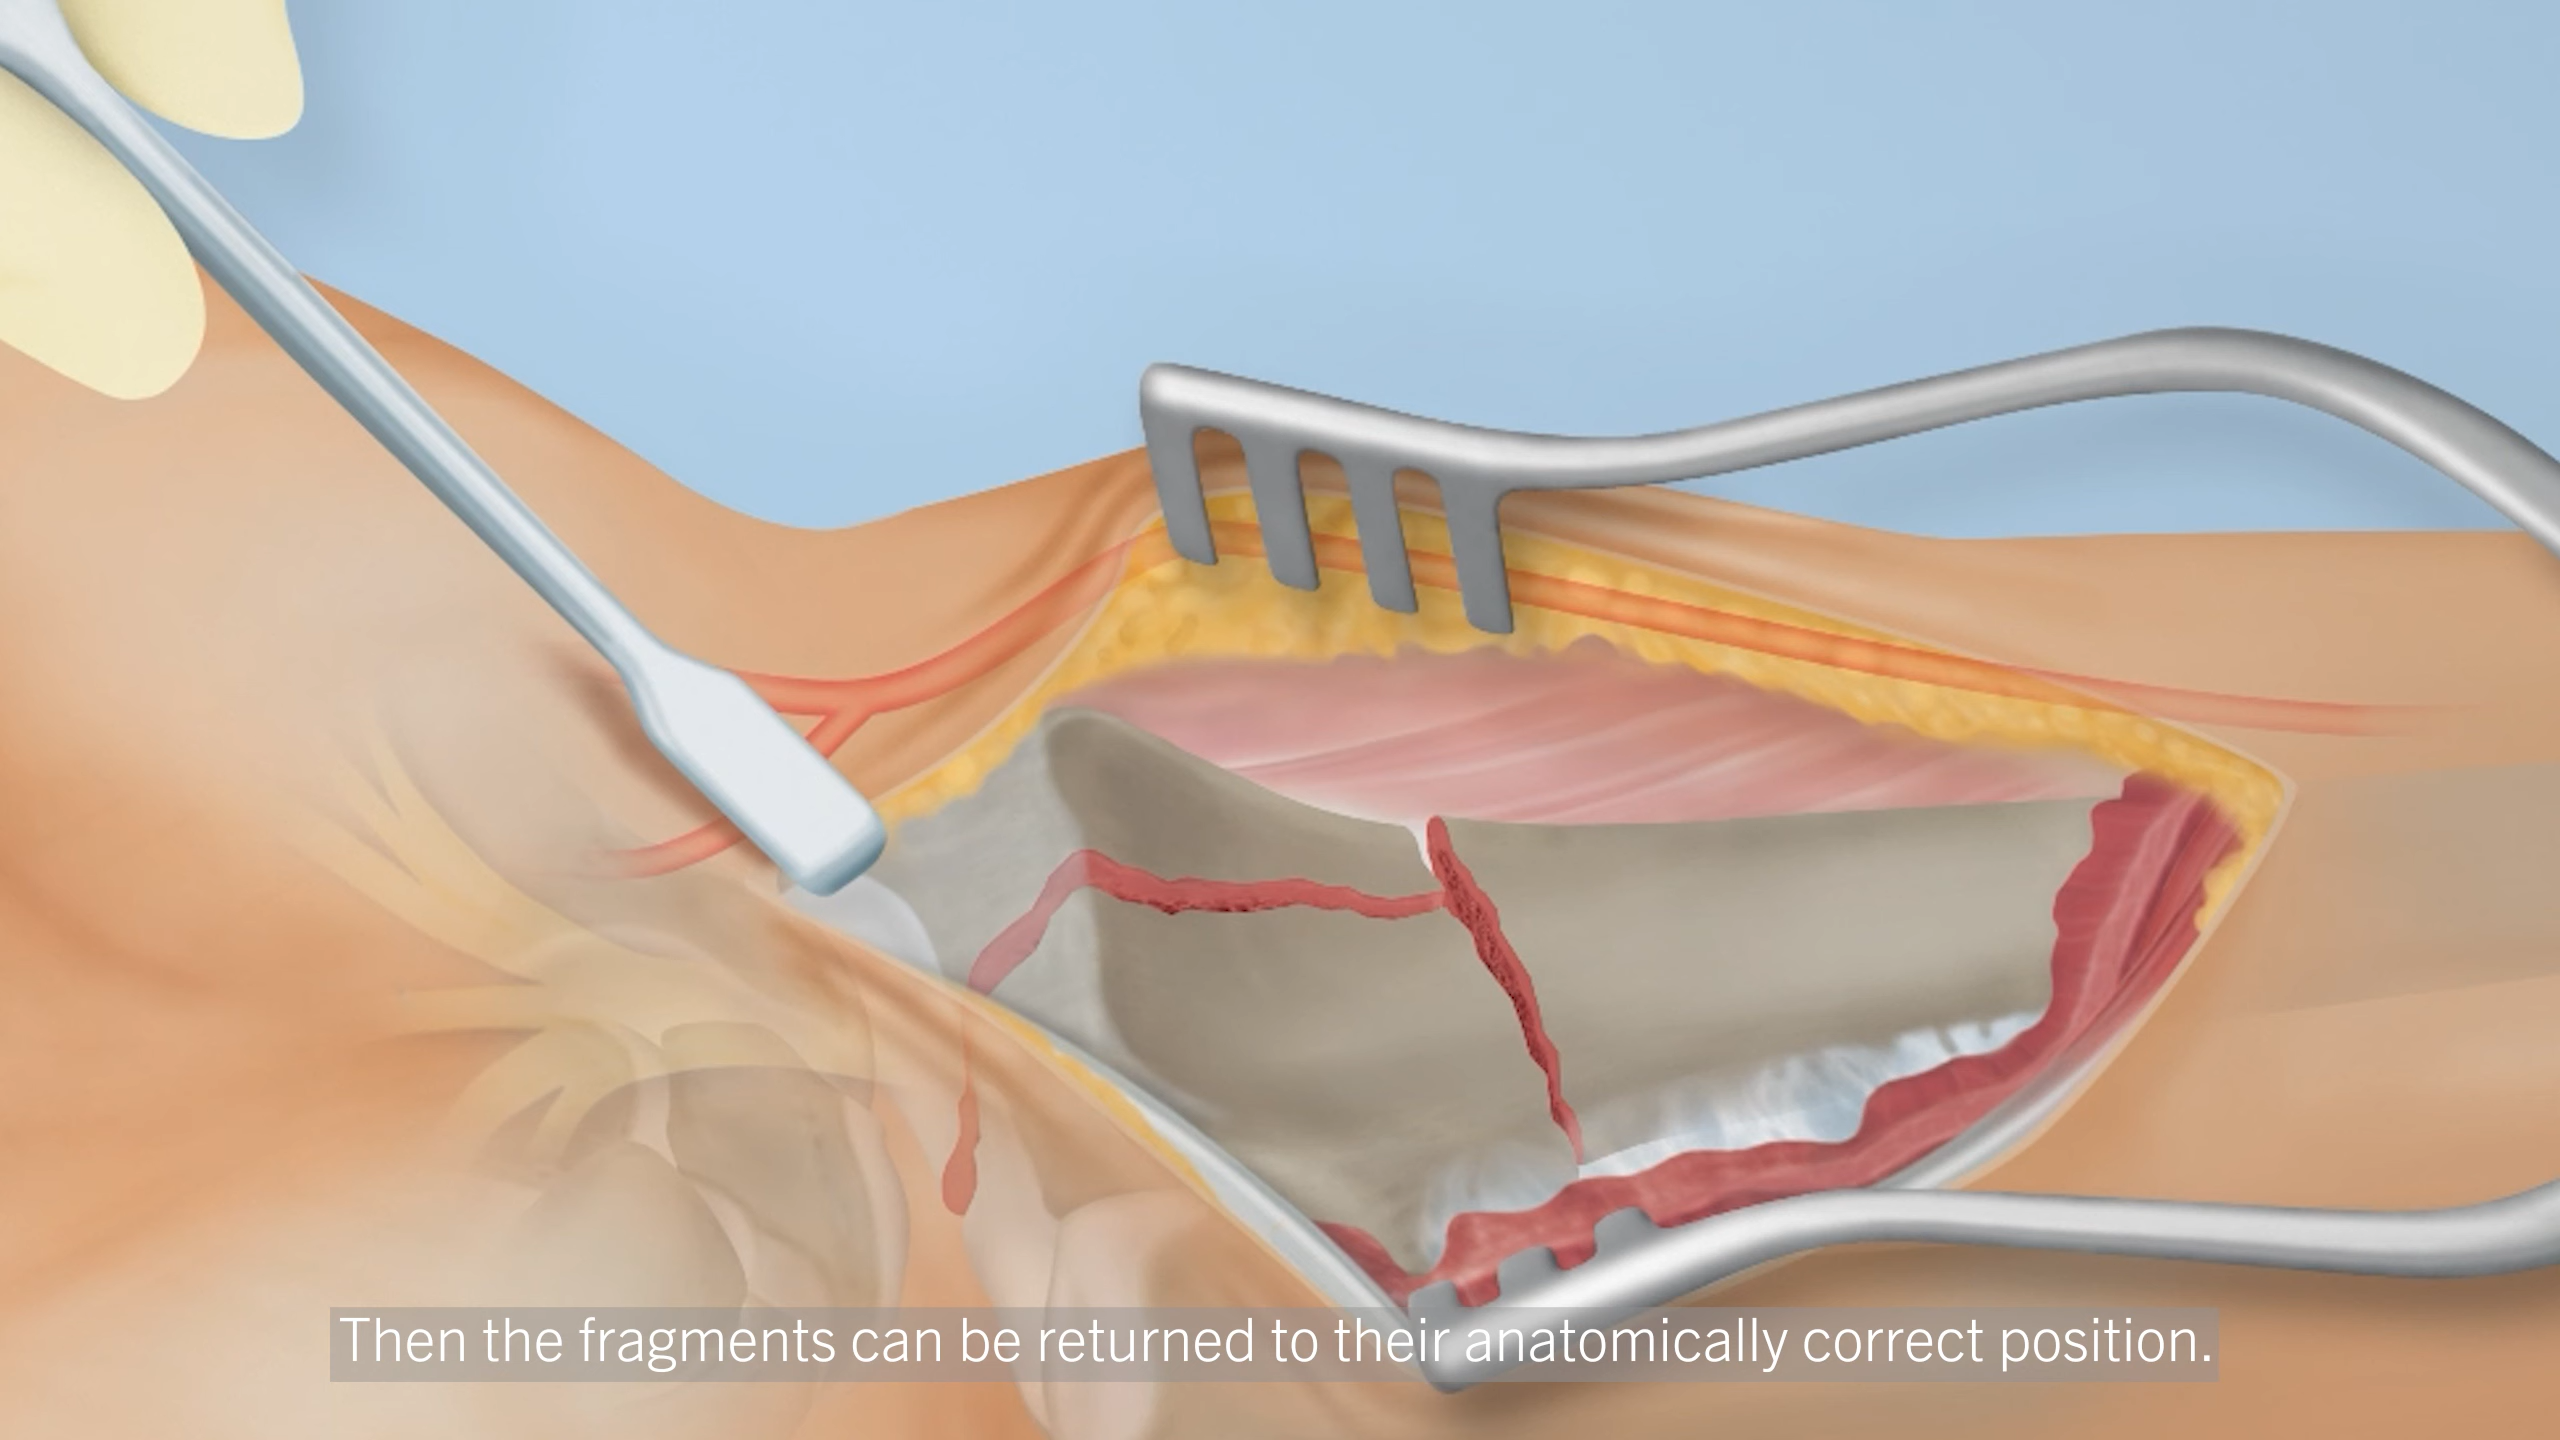 Then the fragments can be returned to their anatomically correct position.